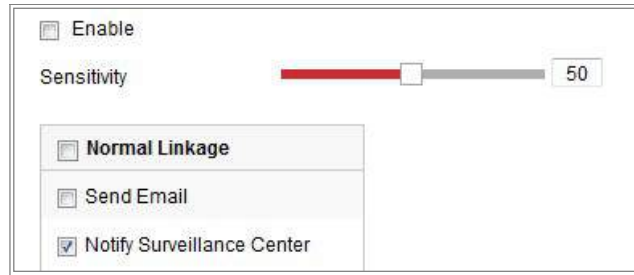 Enable
Sensitivity 50
Normal Linkage
Send Email
Notify Surveillance Center